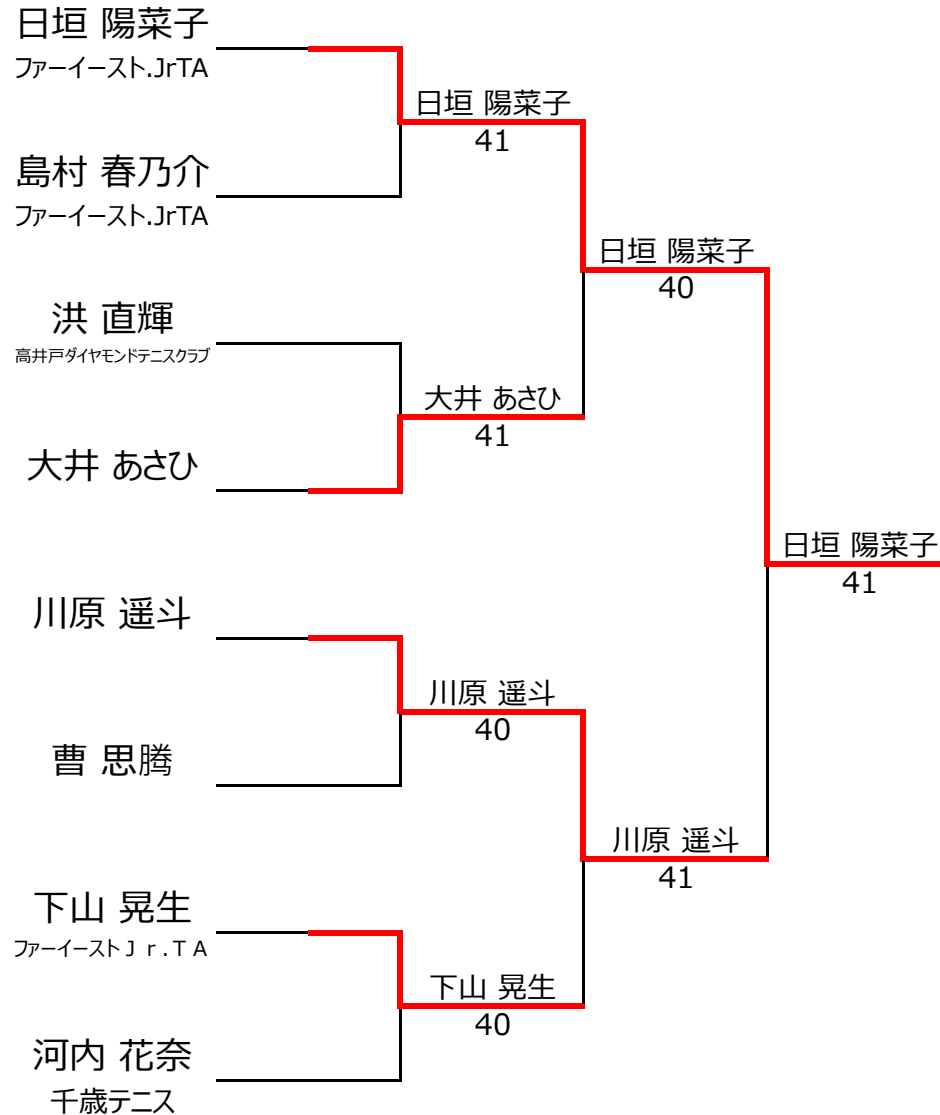 日垣 陽菜子
ファーイースト.JrTA
日垣 陽菜子
41
島村 春乃介
ファーイースト.JrTA
日垣 陽菜子
40
洪 直輝
高井戸ダイヤモンドテニスクラブ
大井 あさひ
41
大井 あさひ
日垣 陽菜子
41
川原 遥斗
川原 遥斗
40
曹 思腾
川原 遥斗
41
下山 晃生
ファーイーストJr.TA
下山 晃生
40
河内 花奈
千歳テニス